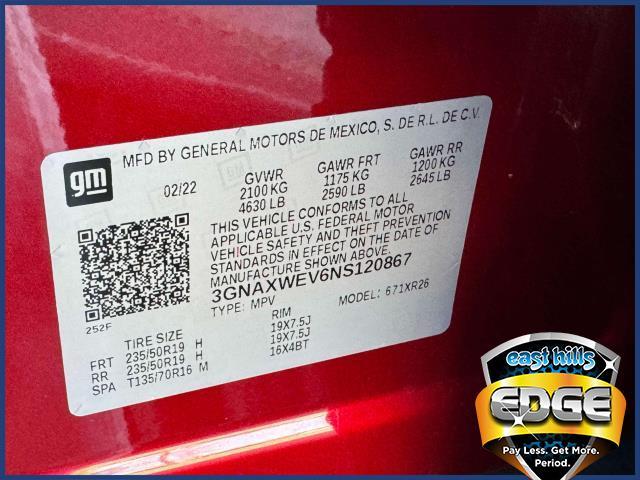 MFD BY GENERAL MOTORS DE MEXICO, S. DE R.L. DE C.V.
gm
02/22 GVWR GAWR FRT GAWR RR
2100 KG 1175 KG 1200 KG
4630 LB 2590 LB 2645 LB
THIS VEHICLE CONFORMS TO ALL
APPLICABLE U.S. FEDERAL MOTOR
VEHICLE SAFETY AND THEFT PREVENTION
STANDARDS IN EFFECT ON THE DATE OF
MANUFACTURE SHOWN ABOVE.
3GNAXWEV6NS120867
TYPE: MPV MODEL: 671XR26
252F
TIRE SIZE RIM
FRT 235/50R19 H 19X7.5J
RR 235/50R19 H 19X7.5J
SPA T135/70R16 M 16X4BT
east hills
EDGE
Pay Less. Get More.
Period.